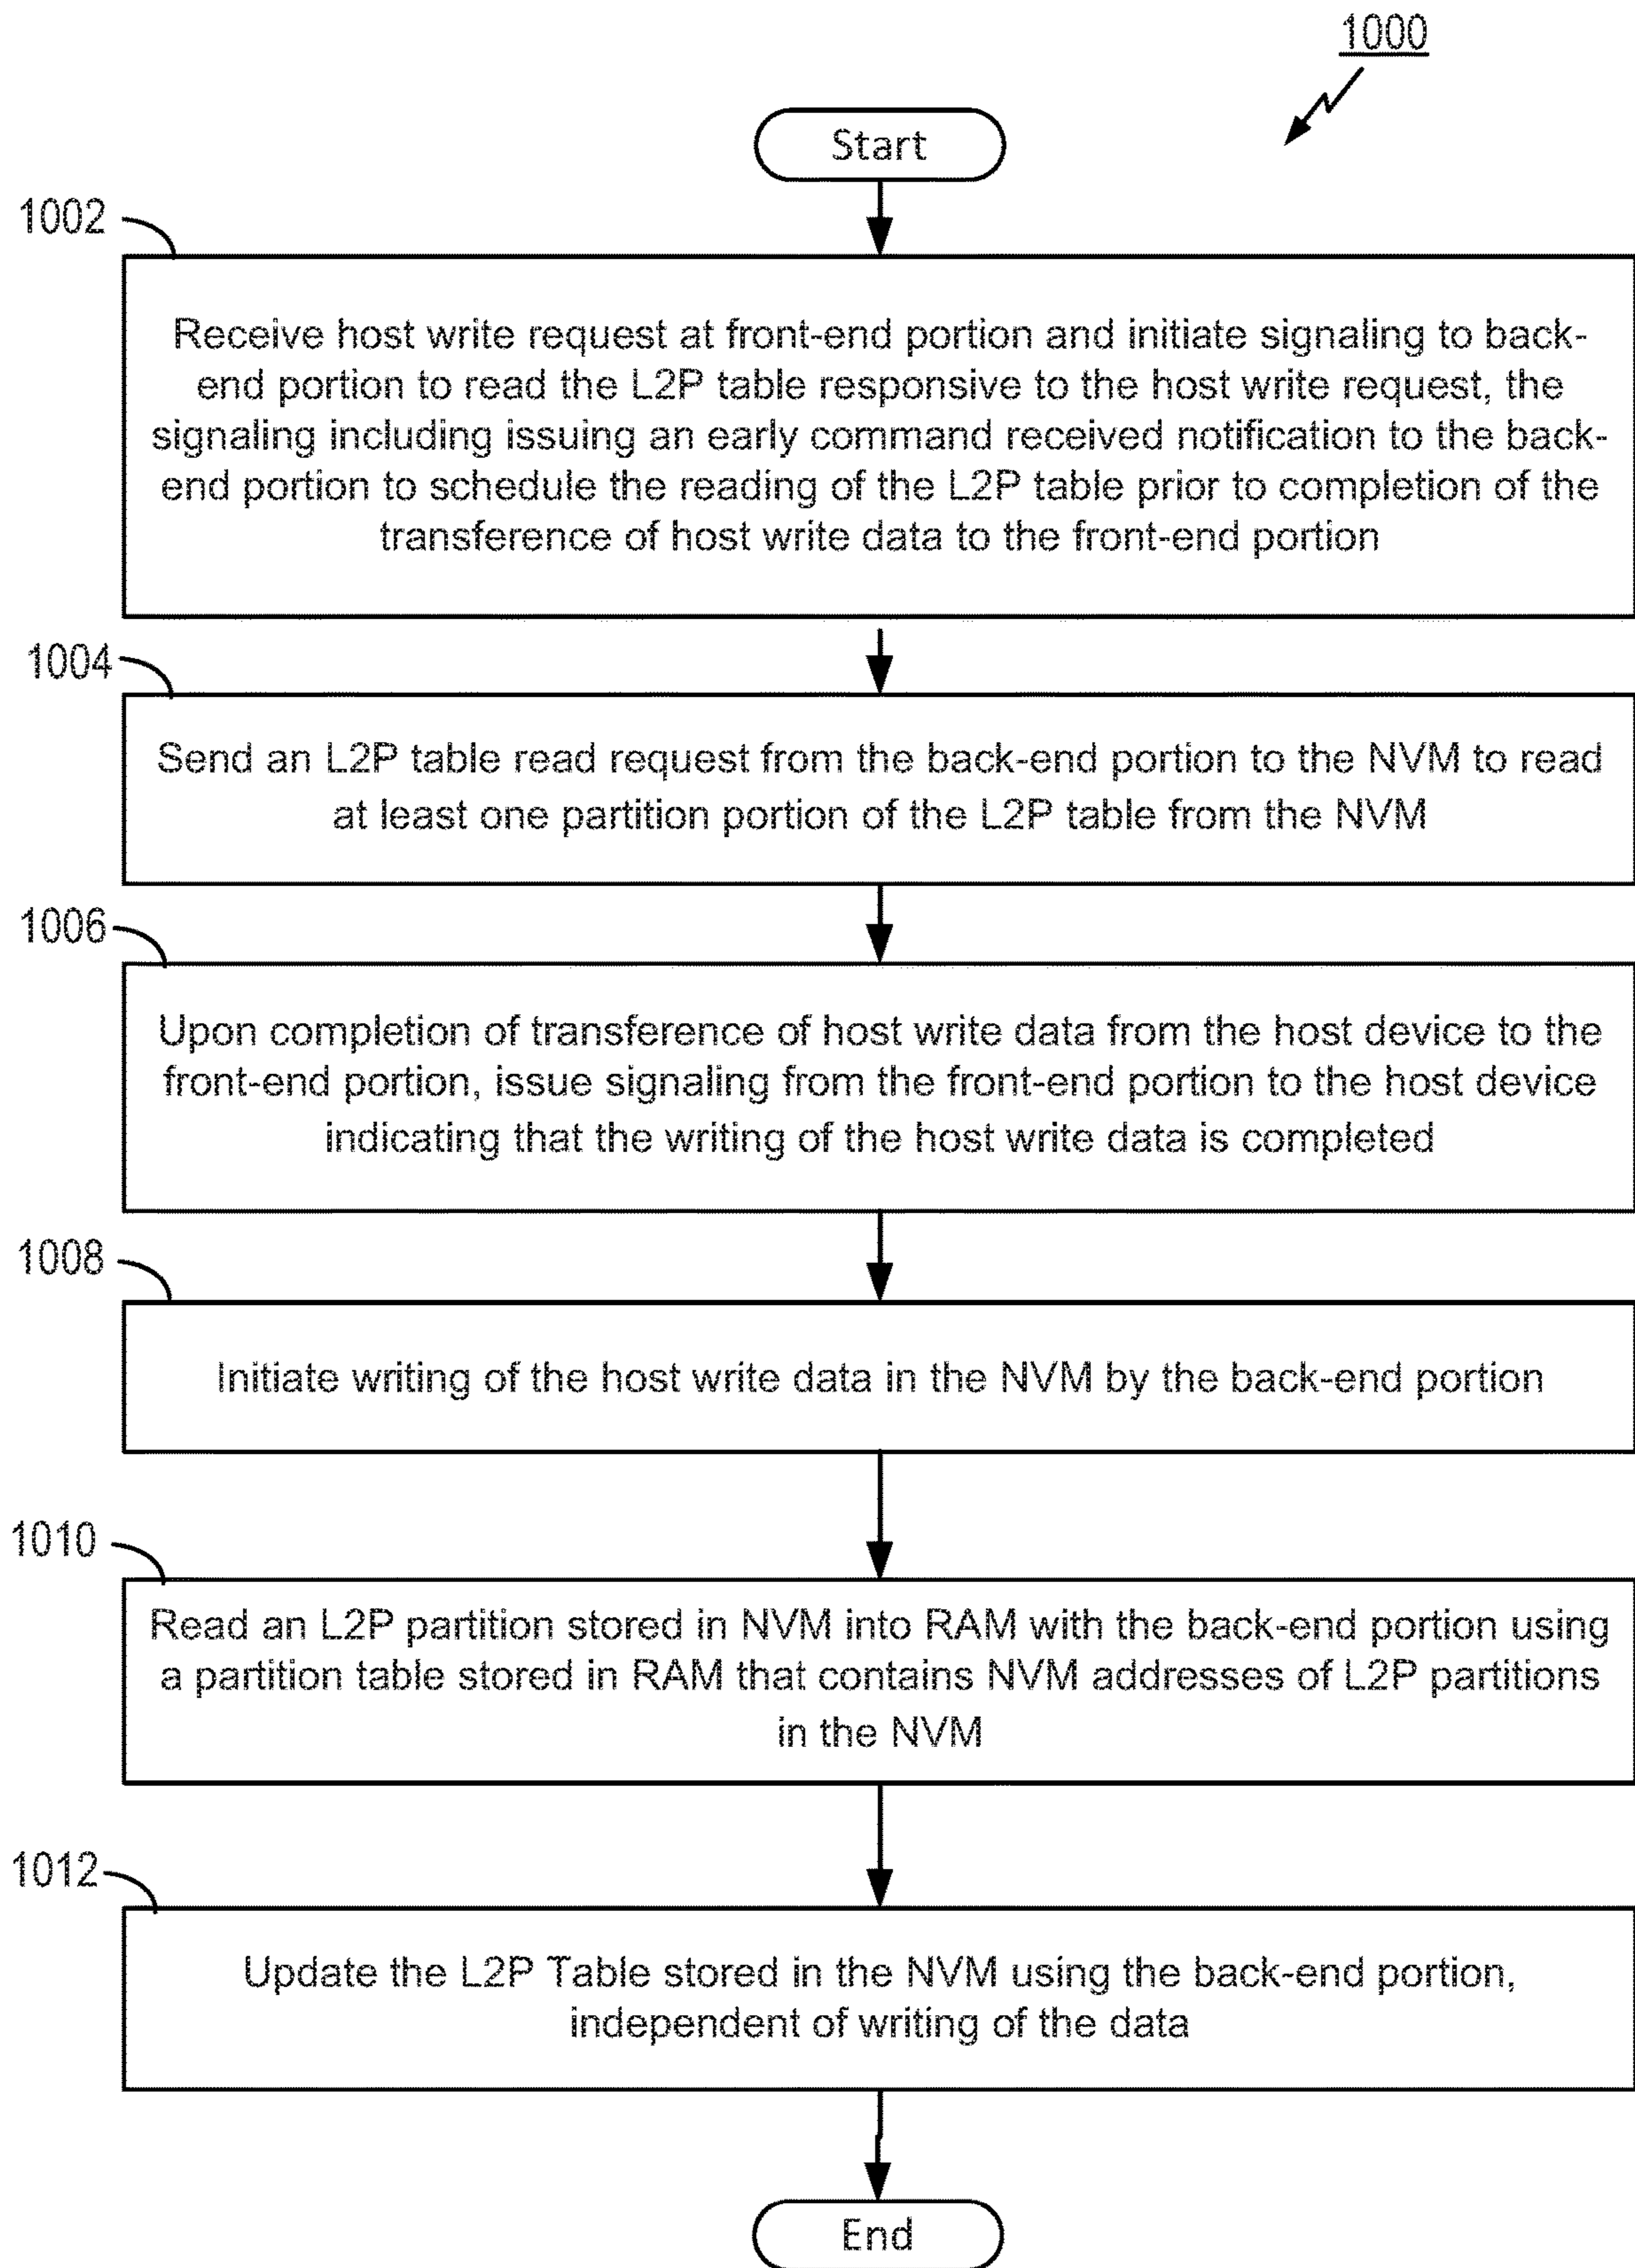 1000
Start
1002
Receive host write request at front-end portion and initiate signaling to back-
end portion to read the L2P table responsive to the host write request, the
signaling including issuing an early command received notification to the back-
end portion to schedule the reading of the L2P table prior to completion of the
transference of host write data to the front-end portion
1004
Send an L2P table read request from the back-end portion to the NVM to read
at least one partition portion of the L2P table from the NVM
1006
Upon completion of transference of host write data from the host device to the
front-end portion, issue signaling from the front-end portion to the host device
indicating that the writing of the host write data is completed
1008
Initiate writing of the host write data in the NVM by the back-end portion
1010
Read an L2P partition stored in NVM into RAM with the back-end portion using
a partition table stored in RAM that contains NVM addresses of L2P partitions
in the NVM
1012
Update the L2P Table stored in the NVM using the back-end portion,
independent of writing of the data
End